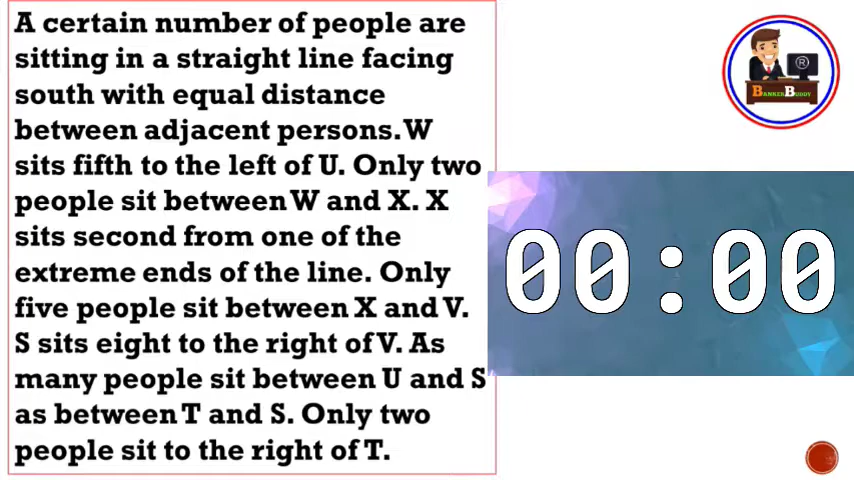 A certain number of people are
sitting in a straight line facing
south with equal distance
between adjacent persons. W
sits fifth to the left of U. Only two
people sit between W and X. X
sits second from one of the
extreme ends of the line. Only
five people sit between X and V.
S sits eight to the right of V. As
many people sit between U and S
as between T and S. Only two
people sit to the right of T.
®
BANKER BUDDY
00:00